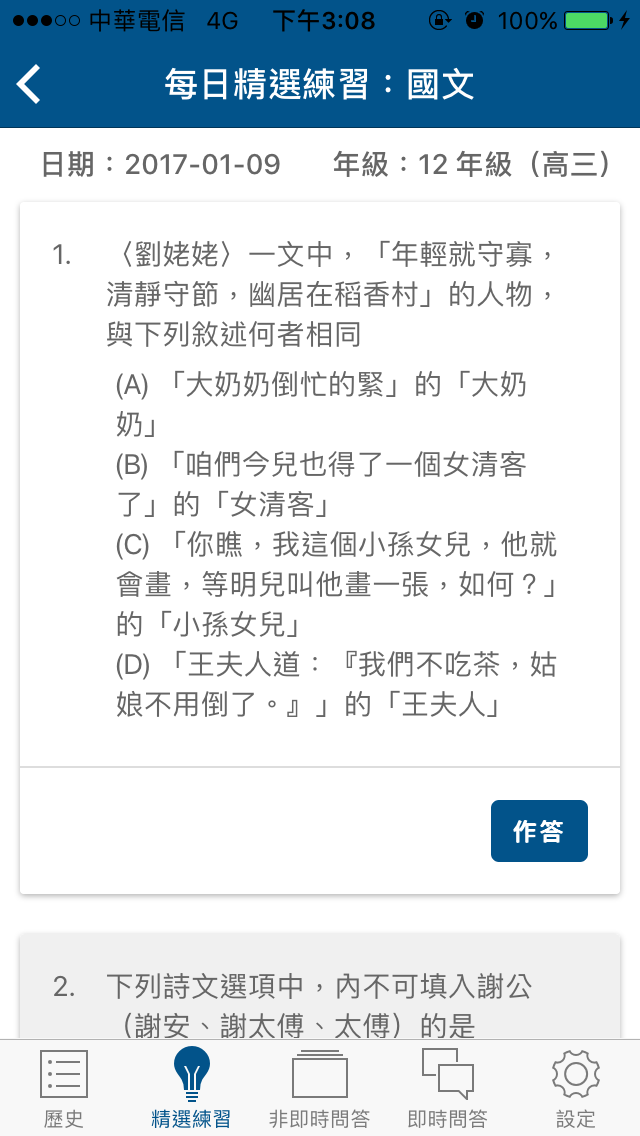 中華電信 4G 下午3:08 100%
每日精選練習：國文
日期：2017-01-09 年級：12 年級（高三）
1. 〈劉姥姥〉一文中，「年輕就守寡，
清靜守節，幽居在稻香村」的人物，
與下列敘述何者相同
(A) 「大奶奶倒忙的緊」的「大奶
奶」
(B) 「咱們今兒也得了一個女清客
了」的「女清客」
(C) 「你瞧，我這個小孫女兒，他就
會畫，等明兒叫他畫一張，如何？」
的「小孫女兒」
(D) 「王夫人道：『我們不吃茶，姑
娘不用倒了。』」的「王夫人」
作答
2. 下列詩文選項中，內不可填入謝公
（謝安、謝太傅、太傅）的是
歷史 精選練習 非即時問答 即時問答 設定